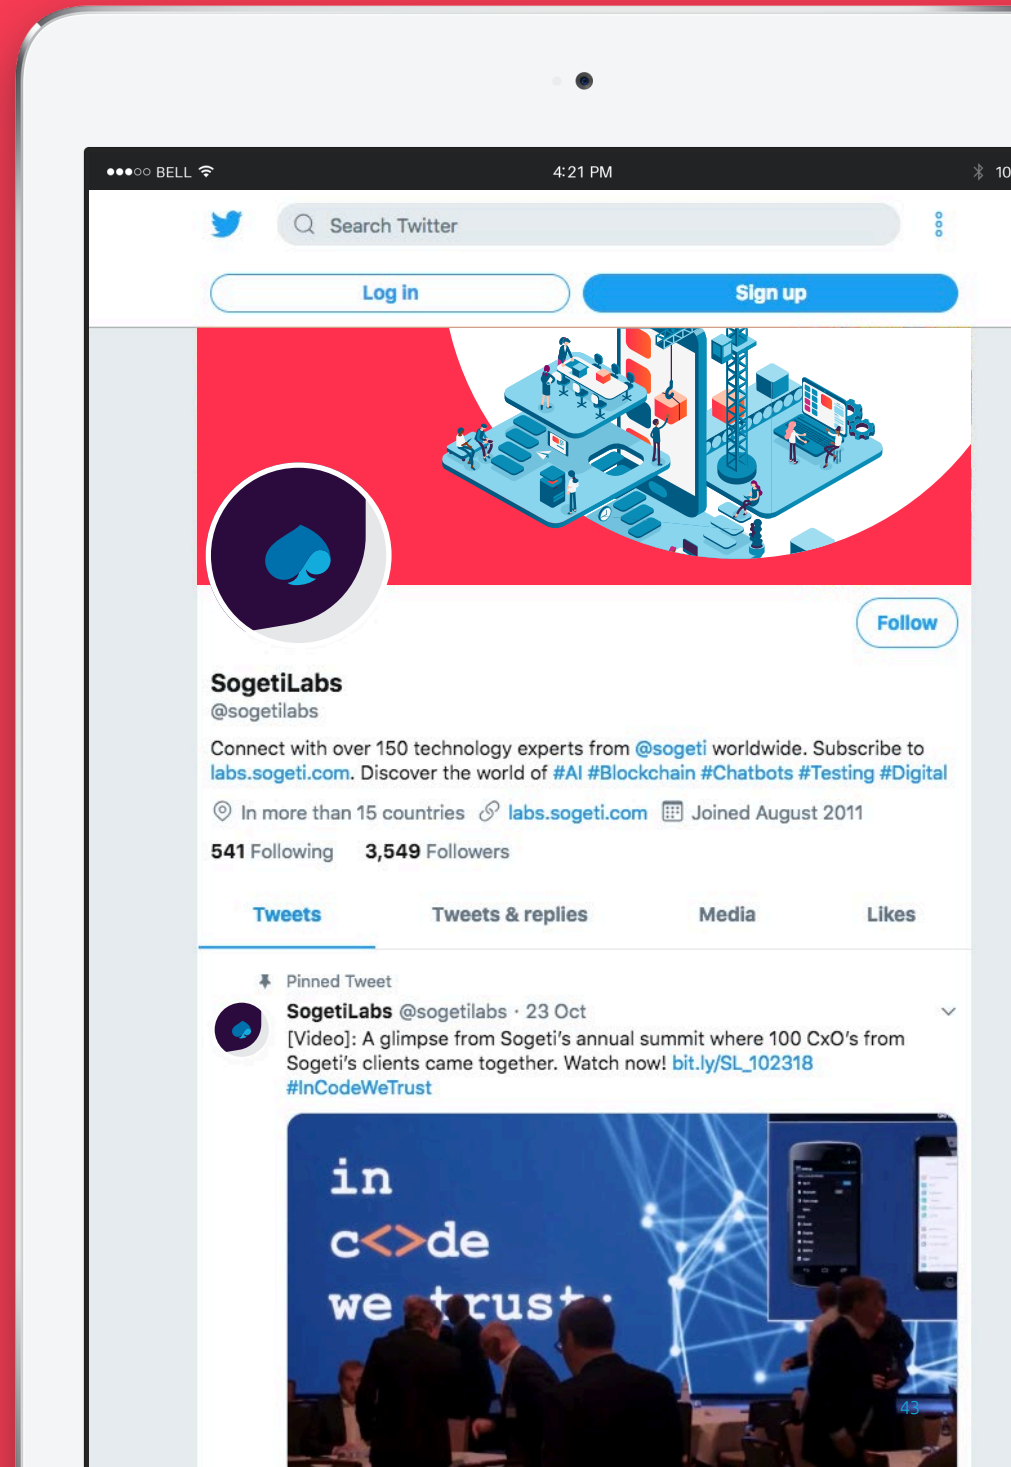 BELL
4:21 PM
10
Search Twitter
Log in
Sign up
Follow
SogetiLabs
@sogetilabs
Connect with over 150 technology experts from @sogeti worldwide. Subscribe to
labs.sogeti.com. Discover the world of #AI #Blockchain #Chatbots #Testing #Digital
In more than 15 countries labs.sogeti.com Joined August 2011
541 Following 3,549 Followers
Tweets Tweets & replies Media Likes
Pinned Tweet
SogetiLabs @sogetilabs · 23 Oct
[Video]: A glimpse from Sogeti's annual summit where 100 CxO's from
Sogeti's clients came together. Watch now! bit.ly/SL_102318
#InCodeWeTrust
in
c<>de
we trust;
43